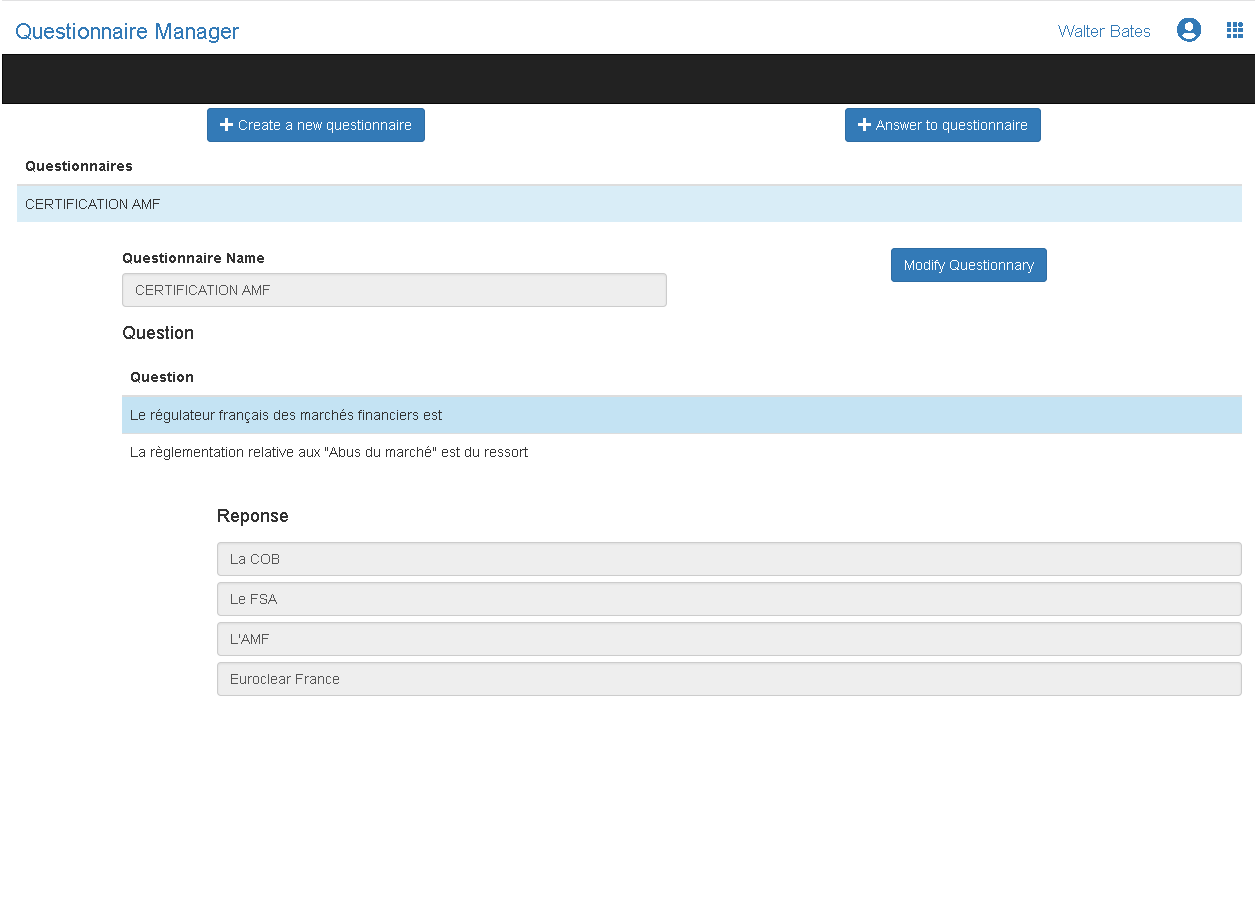 Questionnaire Manager
Walter Bates
Create a new questionnaire
Answer to questionnaire
Questionnaires
CERTIFICATION AMF
Questionnaire Name
Modify Questionnary
CERTIFICATION AMF
Question
Question
Le régulateur français des marchés financiers est
La règlementation relative aux "Abus du marché" est du ressort
Reponse
La COB
Le FSA
L'AMF
Euroclear France